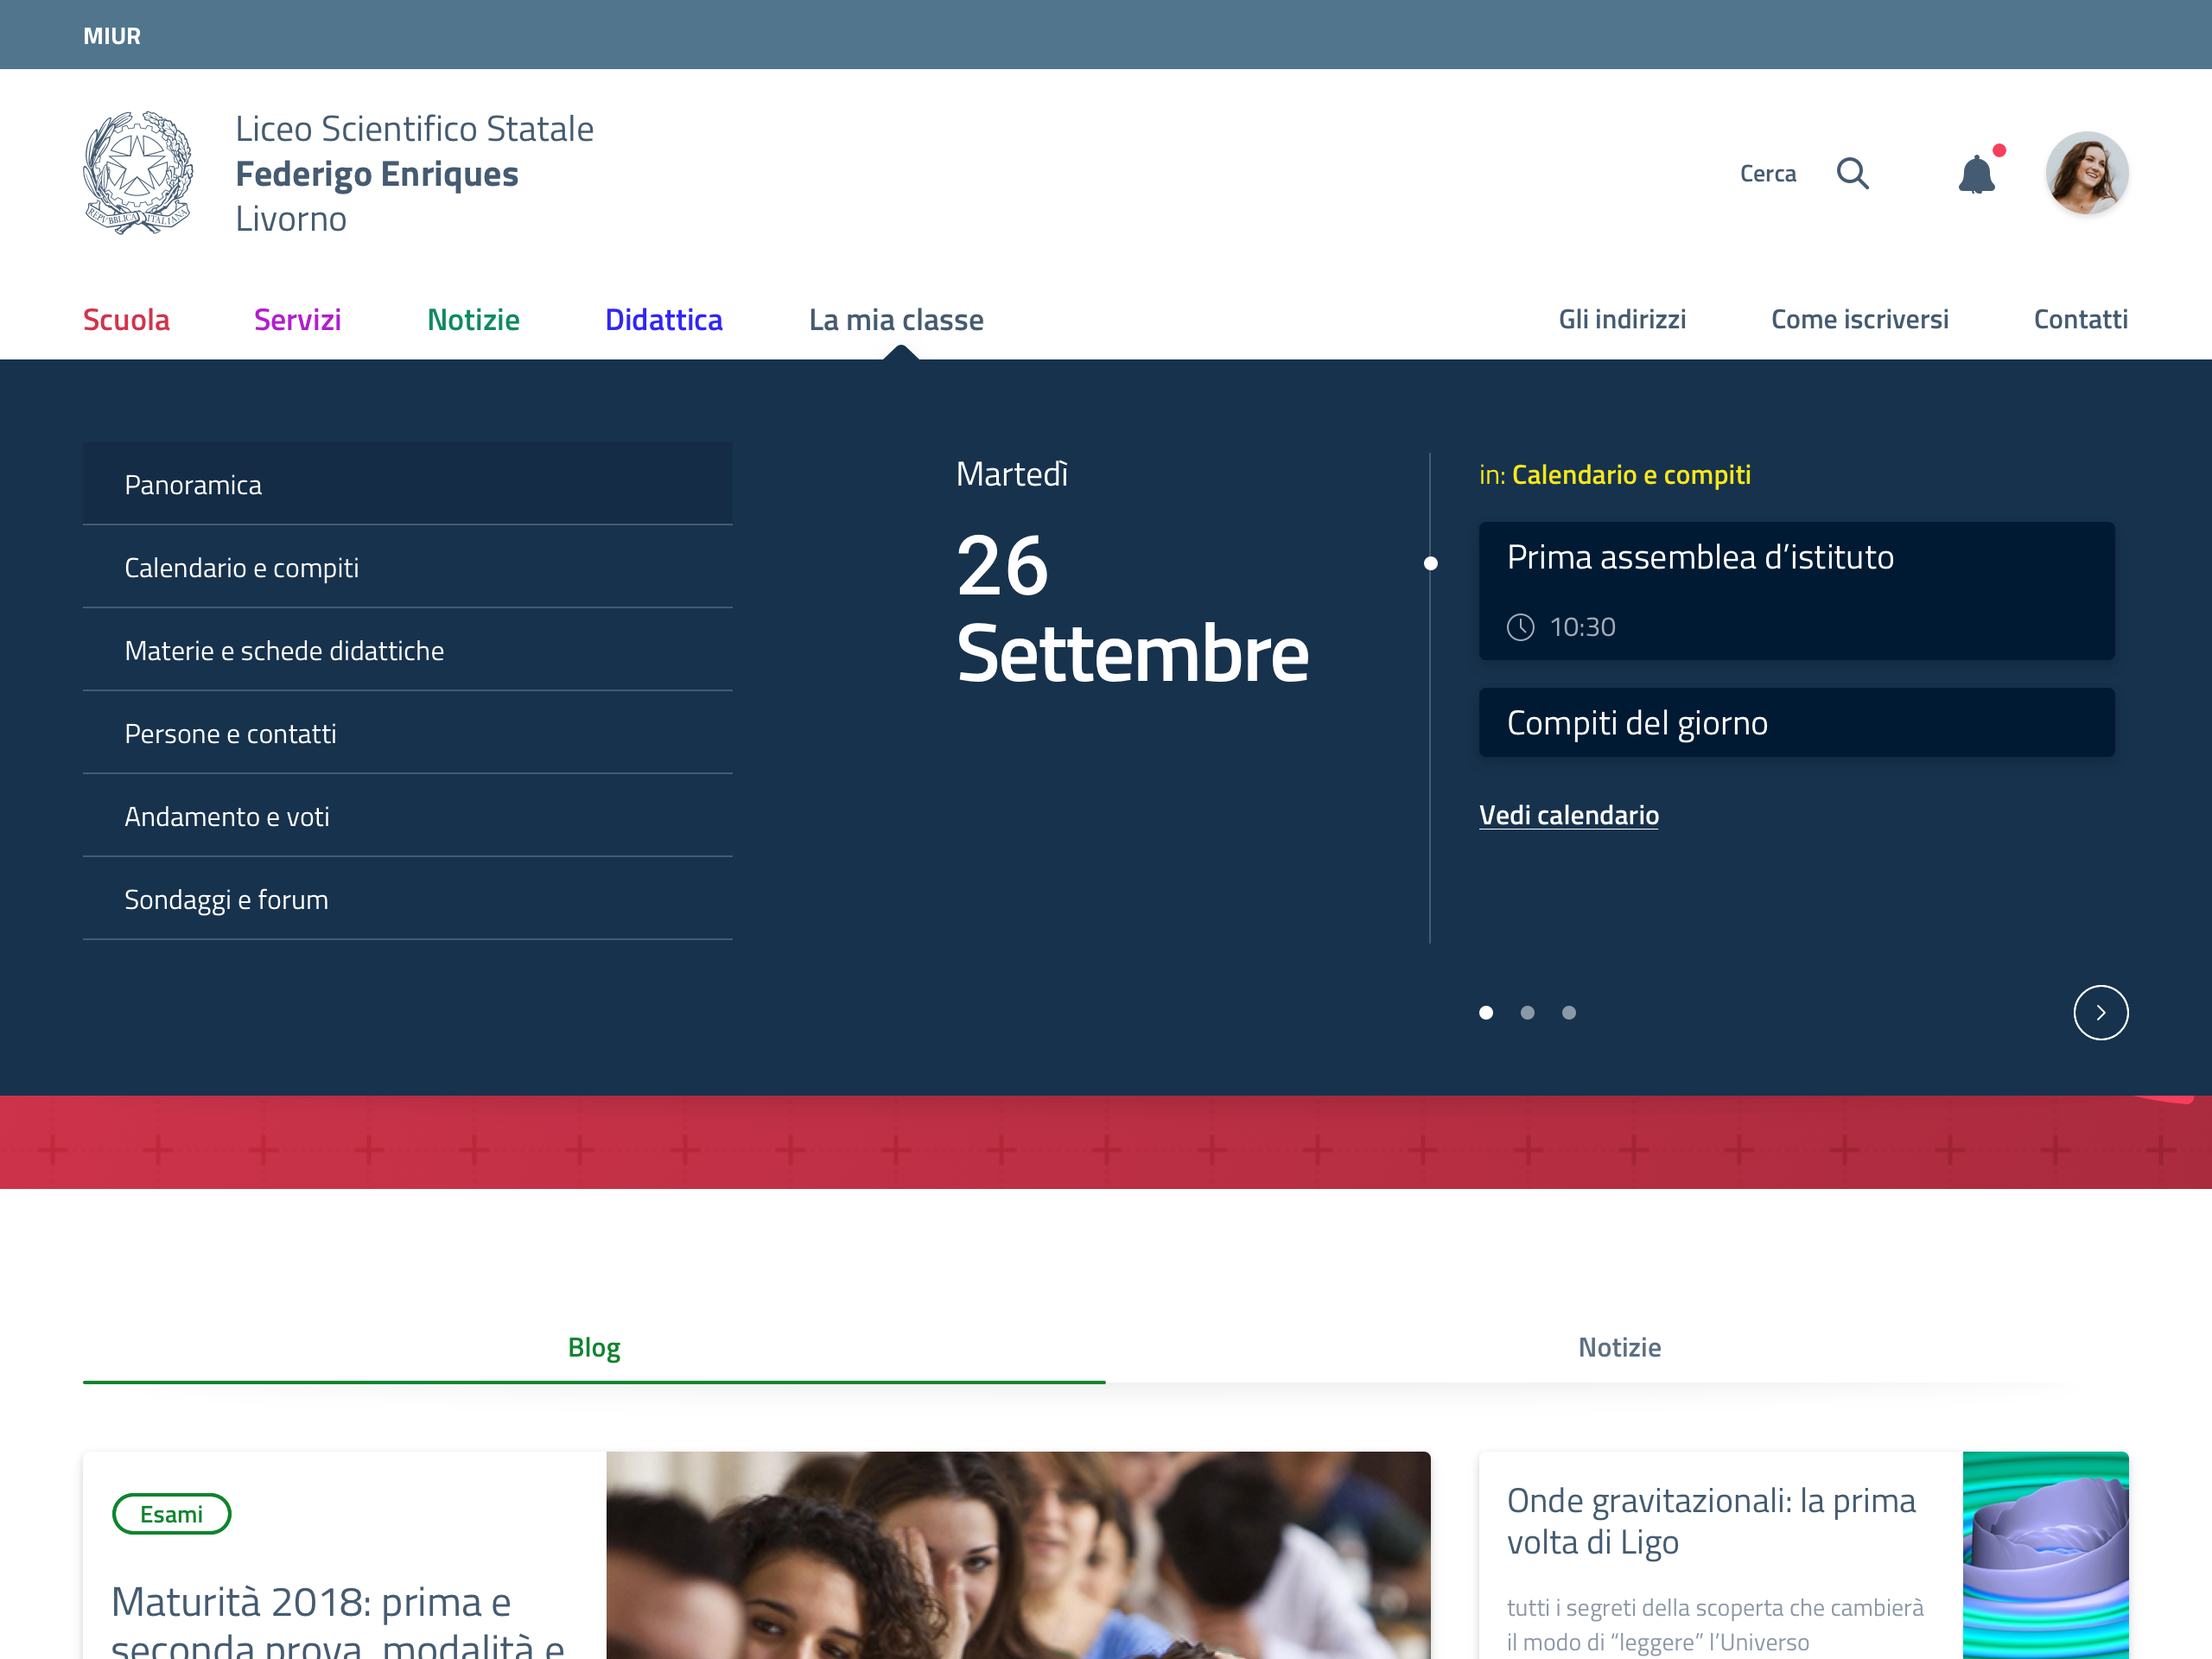 MIUR
Liceo Scientifico Statale
Federigo Enriques
Livorno
REPVBBLICA ITALIANA
Cerca
Scuola
Servizi
Notizie
Didattica
La mia classe
Gli indirizzi
Come iscriversi
Contatti
Panoramica
Calendario e compiti
Materie e schede didattiche
Persone e contatti
Andamento e voti
Sondaggi e forum
Martedì
26
Settembre
in: Calendario e compiti
Prima assemblea d’istituto
10:30
Compiti del giorno
Vedi calendario
Blog
Notizie
Esami
Maturità 2018: prima e
seconda prova, modalità e
Onde gravitazionali: la prima
volta di Ligo
tutti i segreti della scoperta che cambierà
il modo di “leggere” l’Universo